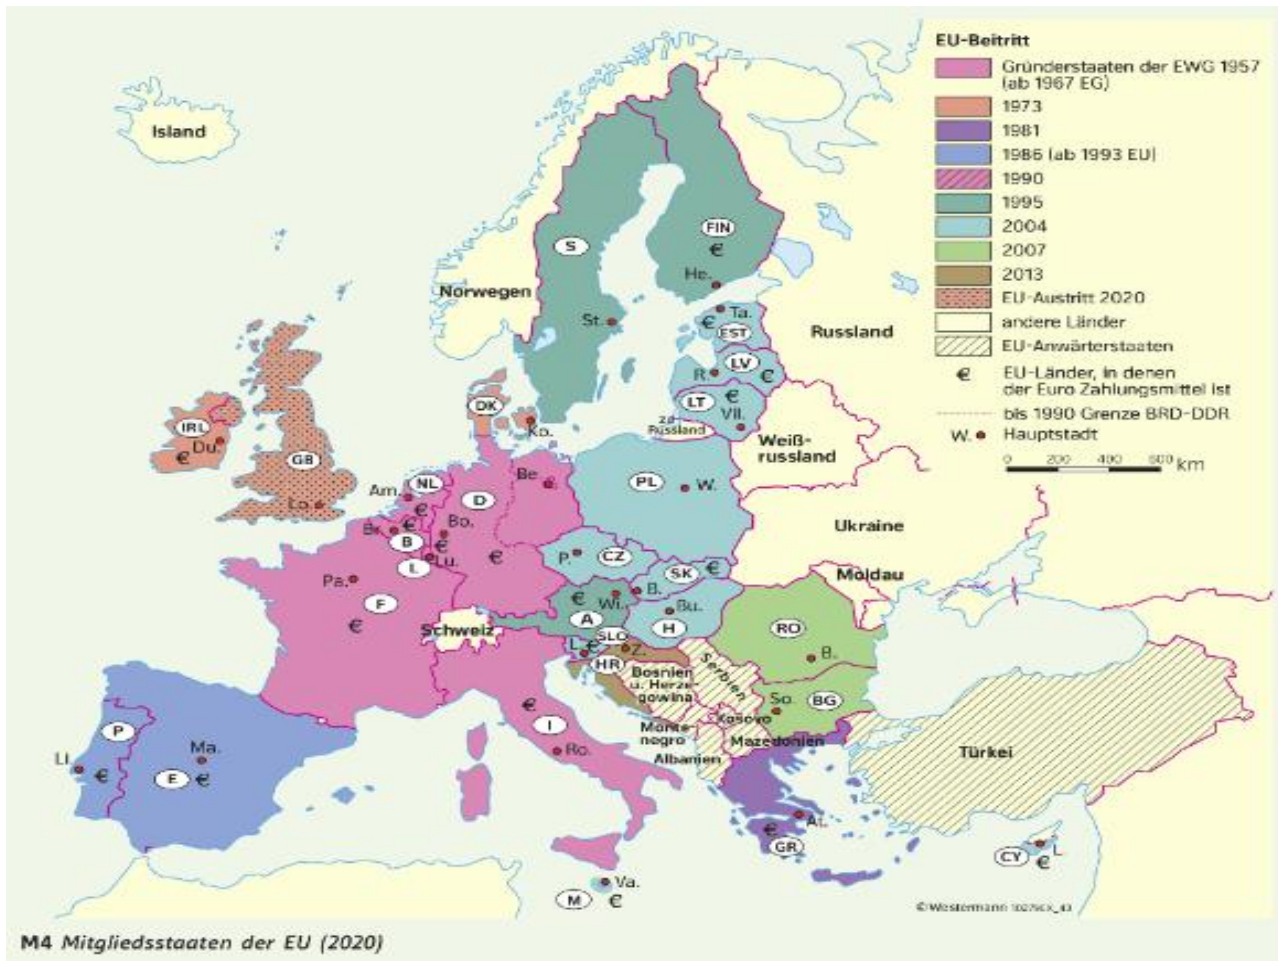 EU-Beitritt
Gründerstaaten der EWG 1957
(ab 1967 EG)
1973
1981
1986 (ab 1993 EU)
1990
1995
2004
2007
2013
EU-Austritt 2020
andere Länder
EU-Anwärterstaaten
€ EU-Länder, in denen
der Euro Zahlungsmittel ist
bis 1990 Grenze BRD-DDR
W. Hauptstadt
0 200 400 600 km
Island
Norwegen
S
FIN
€
He.
St.
Ta.
€
EST
Russland
LV
R.
€
LT
€
Vil.
zu
Russland
DK
Ko.
IRL
Du.
€
GB
Lo.
Weiß-
russland
NL
Am.
€
D
Be.
PL
W.
Br.
€
B
Bo.
€
Lu.
L
€
Ukraine
P.
CZ
SK
€
Moldau
Pa.
F
€
€
Wi.
B.
A
Bu.
H
Schweiz
SLO
L.
€
Z.
HR
RO
B.
Bosnien
u. Herze-
gowina
Serbien
So.
BG
Kosovo
Monte-
negro
Mazedonien
Albanien
P
Li.
€
Ma.
E
€
€
I
Ro.
Türkei
At.
€
GR
CY
L.
€
Va.
M
€
© Westermann
M4 Mitgliedsstaaten der EU (2020)